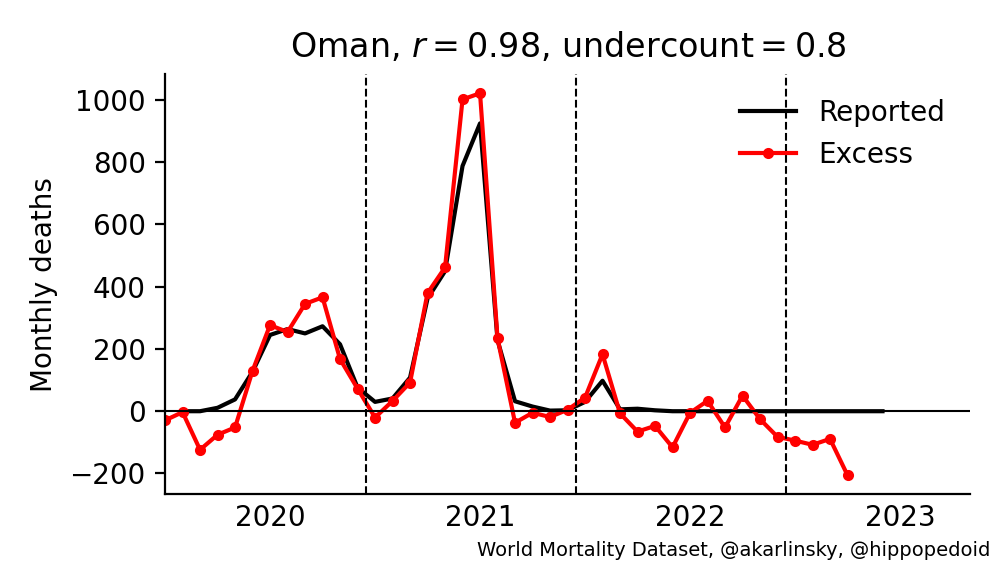 Oman, r = 0.98, undercount = 0.8
Monthly deaths
1000
800
600
400
200
0
−200
Reported
Excess
2020 2021 2022 2023
World Mortality Dataset, @akarlinsky, @hippopedoid